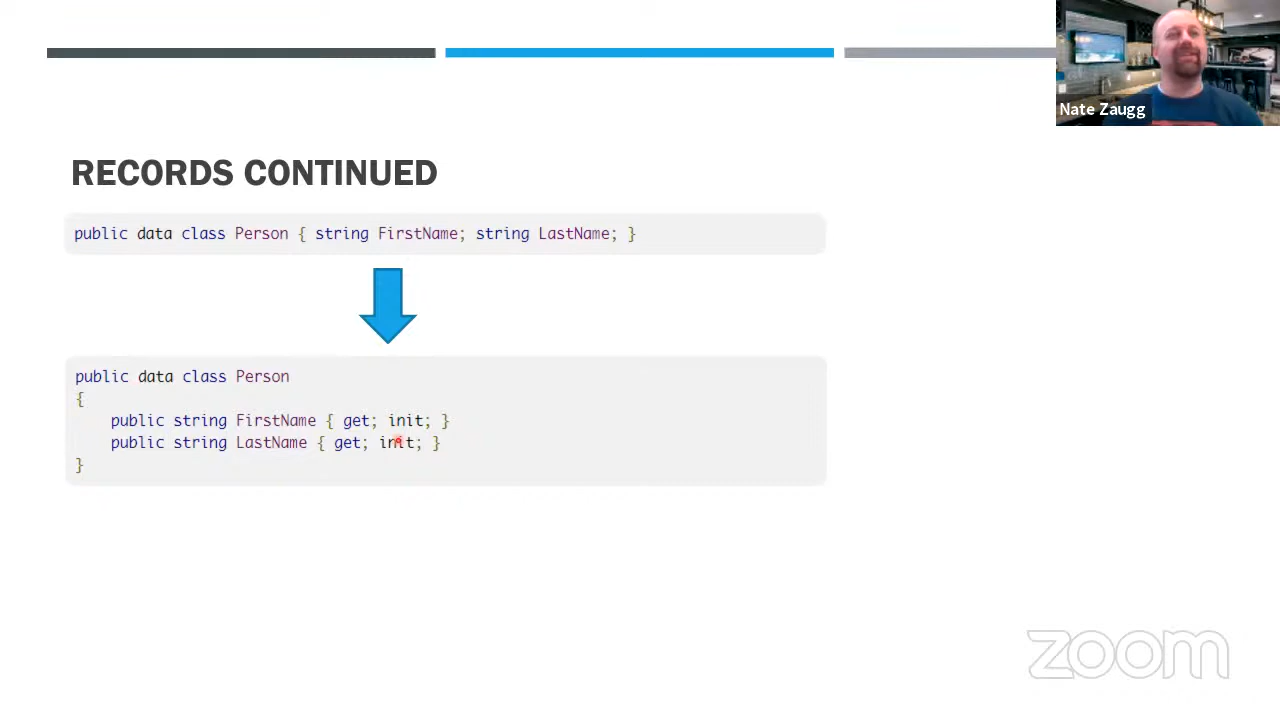 Nate Zaugg
RECORDS CONTINUED
public data class Person { string FirstName; string LastName; }
public data class Person
{
public string FirstName { get; init; }
public string LastName { get; init; }
}
zoom